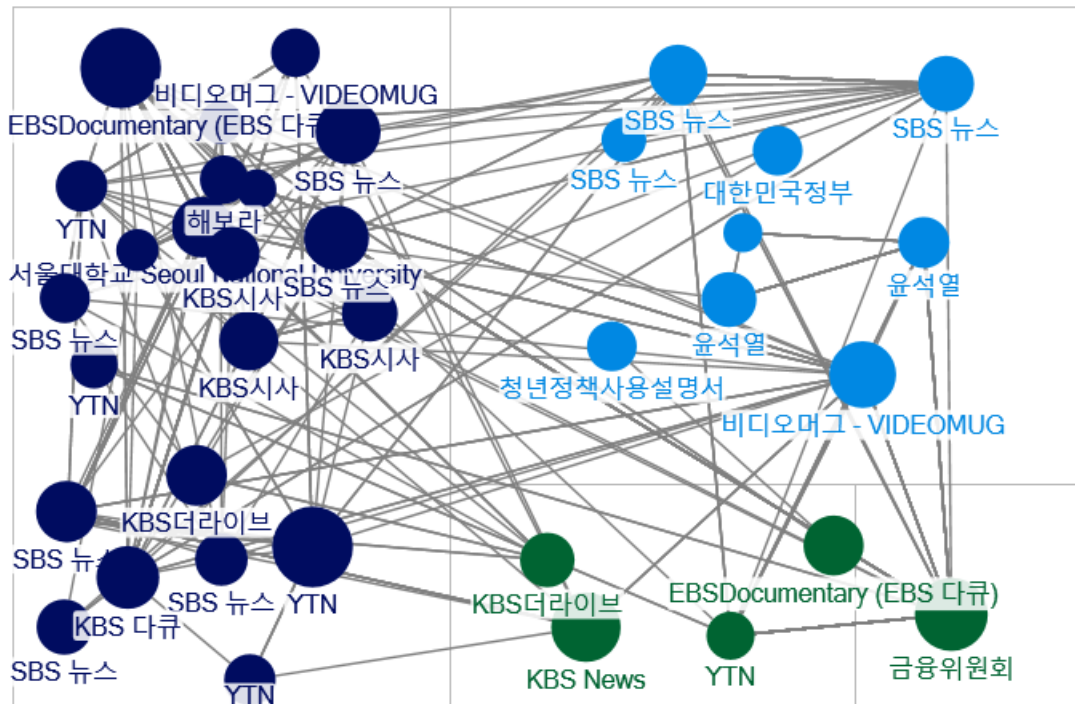 비디오머그 - VIDEOMUG
EBSDocumentary (EBS 다큐)
SBS 뉴스
YTN
해보라
서울대학교 Seoul National University
SBS 뉴스
KBS시사
SBS 뉴스
KBS시사
KBS시사
YTN
KBS더라이브
SBS 뉴스
SBS 뉴스
YTN
KBS 다큐
SBS 뉴스
YTN
SBS 뉴스
SBS 뉴스
SBS 뉴스
대한민국정부
윤석열
윤석열
청년정책사용설명서
비디오머그 - VIDEOMUG
KBS더라이브
EBSDocumentary (EBS 다큐)
KBS News
YTN
금융위원회